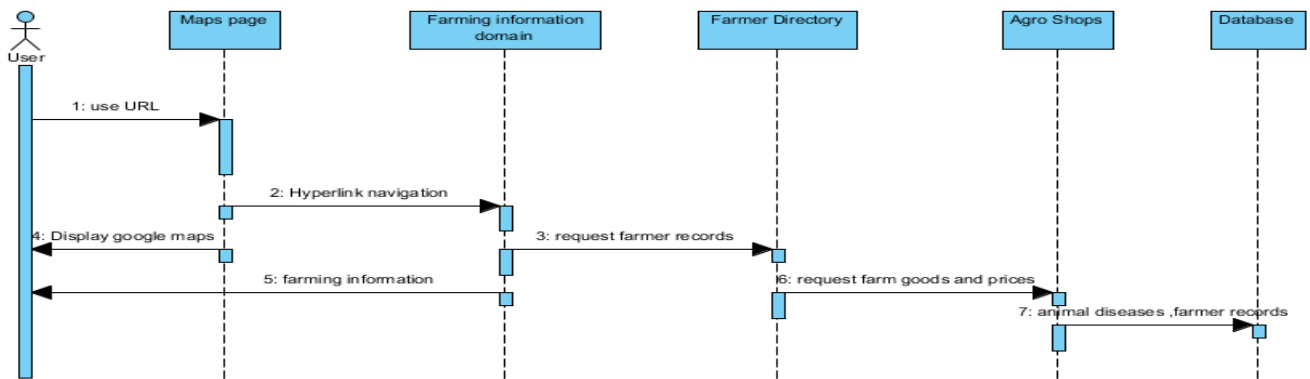 Maps page
Farming information
domain
Farmer Directory
Agro Shops
Database
User
1: use URL
2: Hyperlink navigation
4: Display google maps
3: request farmer records
5: farming information
6: request farm goods and prices
7: animal diseases ,farmer records